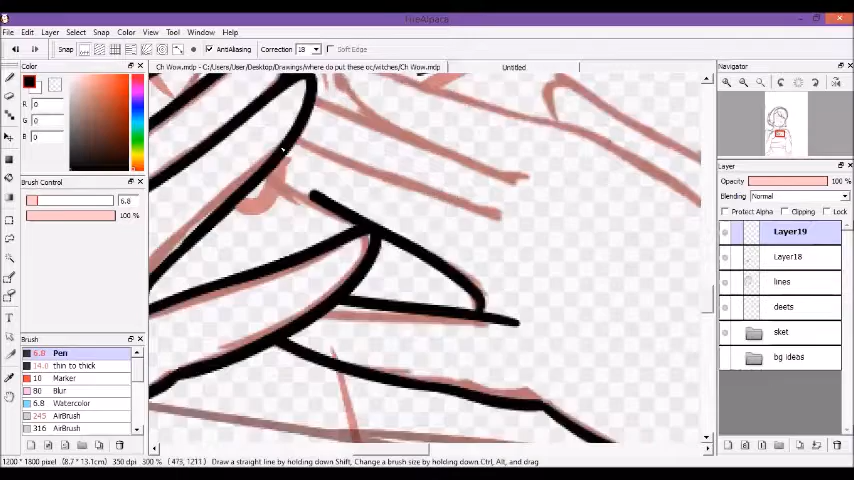 FireAlpaca
File Edit Layer Select Snap Color View Tool Window Help
Snap AntiAliasing Correction 18 Soft Edge
Color
R 0
G 0
B 0
Brush Control
6.8
100 %
Brush
6.8 Pen
14.0 thin to thick
10 Marker
80 Blur
6.8 Watercolor
245 AirBrush
316 AirBrush
Ch Wow.mdp - C:/Users/User/Desktop/Drawings/where do put these oc/witches/Ch Wow.mdp
Untitled
Navigator
Layer
Opacity 100 %
Blending Normal
Protect Alpha Clipping Lock
Layer19
Layer18
lines
deets
sket
bg ideas
1200 * 1800 pixel (8.7 * 13.1cm) 350 dpi 300 % (473, 1211) Draw a straight line by holding down Shift, Change a brush size by holding down Ctrl, Alt, and drag